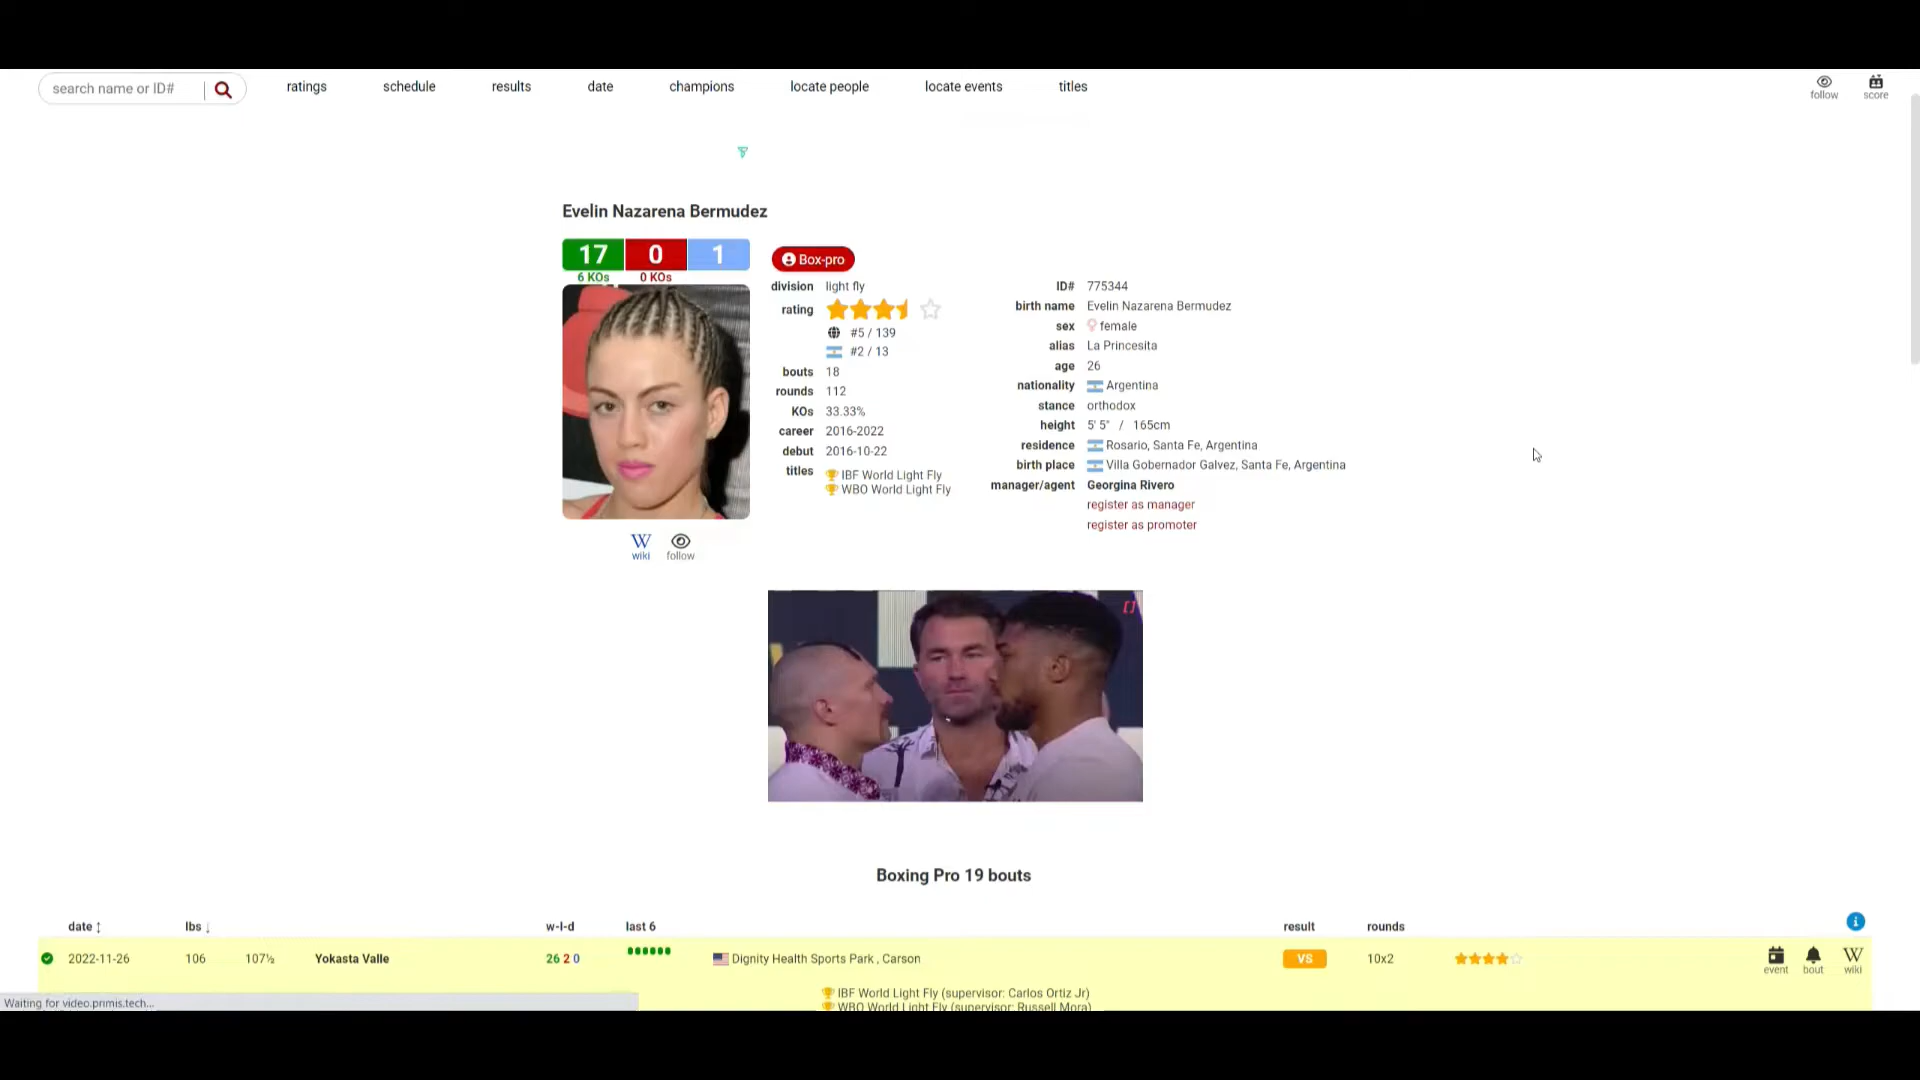 search name or ID#
ratings
schedule
results
date
champions
locate people
locate events
titles
follow
score
Evelin Nazarena Bermudez
17 0 1
6 KOs 0 KOs
Box-pro
division light fly
rating
#5 / 139
#2 / 13
bouts 18
rounds 112
KOs 33.33%
career 2016-2022
debut 2016-10-22
titles IBF World Light Fly
WBO World Light Fly
ID# 775344
birth name Evelin Nazarena Bermudez
sex female
alias La Princesita
age 26
nationality Argentina
stance orthodox
height 5' 5" / 165cm
residence Rosario, Santa Fe, Argentina
birth place Villa Gobernador Galvez, Santa Fe, Argentina
manager/agent Georgina Rivero
register as manager
register as promoter
W
wiki follow
Boxing Pro 19 bouts
date lbs w-l-d last 6 result rounds
2022-11-26 106 107½ Yokasta Valle 26 2 0 Dignity Health Sports Park , Carson VS 10x2
event bout W wiki
IBF World Light Fly (supervisor: Carlos Ortiz Jr)
WBO World Light Fly (supervisor: Russell Mora)
Waiting for video.primis.tech...